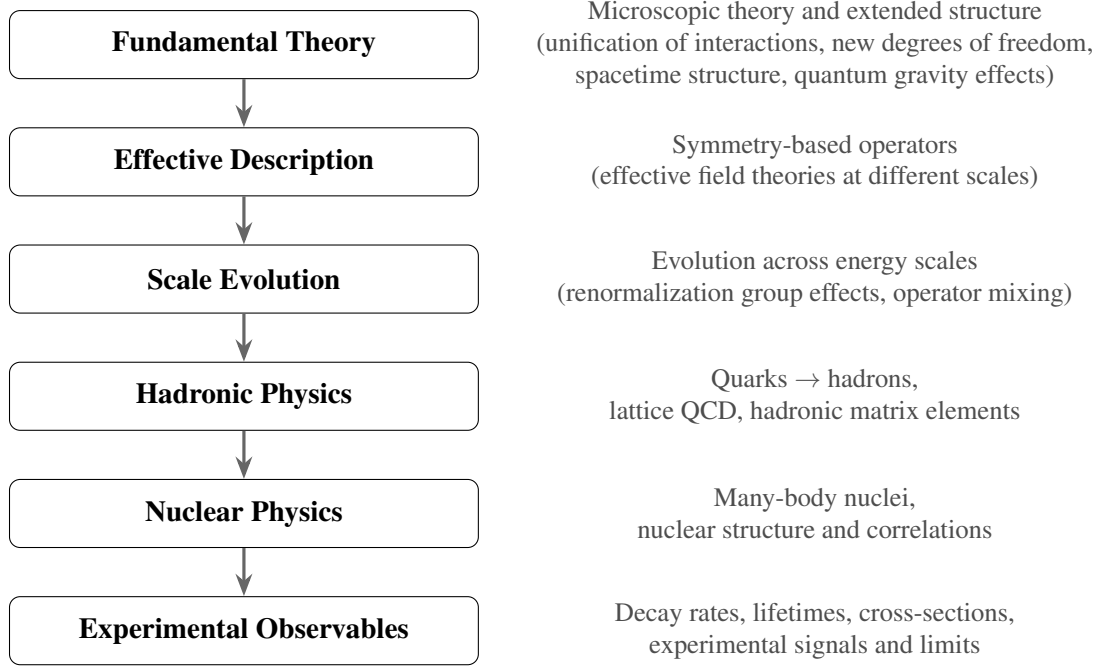 Fundamental Theory
Microscopic theory and extended structure
(unification of interactions, new degrees of freedom,
spacetime structure, quantum gravity effects)
Effective Description
Symmetry-based operators
(effective field theories at different scales)
Scale Evolution
Evolution across energy scales
(renormalization group effects, operator mixing)
Hadronic Physics
Quarks → hadrons,
lattice QCD, hadronic matrix elements
Nuclear Physics
Many-body nuclei,
nuclear structure and correlations
Experimental Observables
Decay rates, lifetimes, cross-sections,
experimental signals and limits